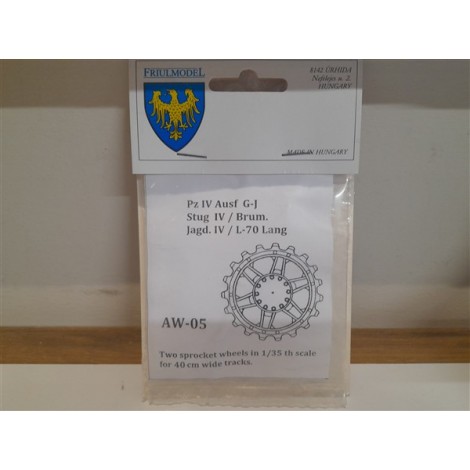 FRIULMODEL
8142 ÚRHIDA
Nefelejs u. 2.
HUNGARY
MADE IN HUNGARY
Pz IV Ausf G-J
Stug IV / Brum.
Jagd. IV / L-70 Lang
AW-05
Two sprocket wheels in 1/35 th scale
for 40 cm wide tracks.